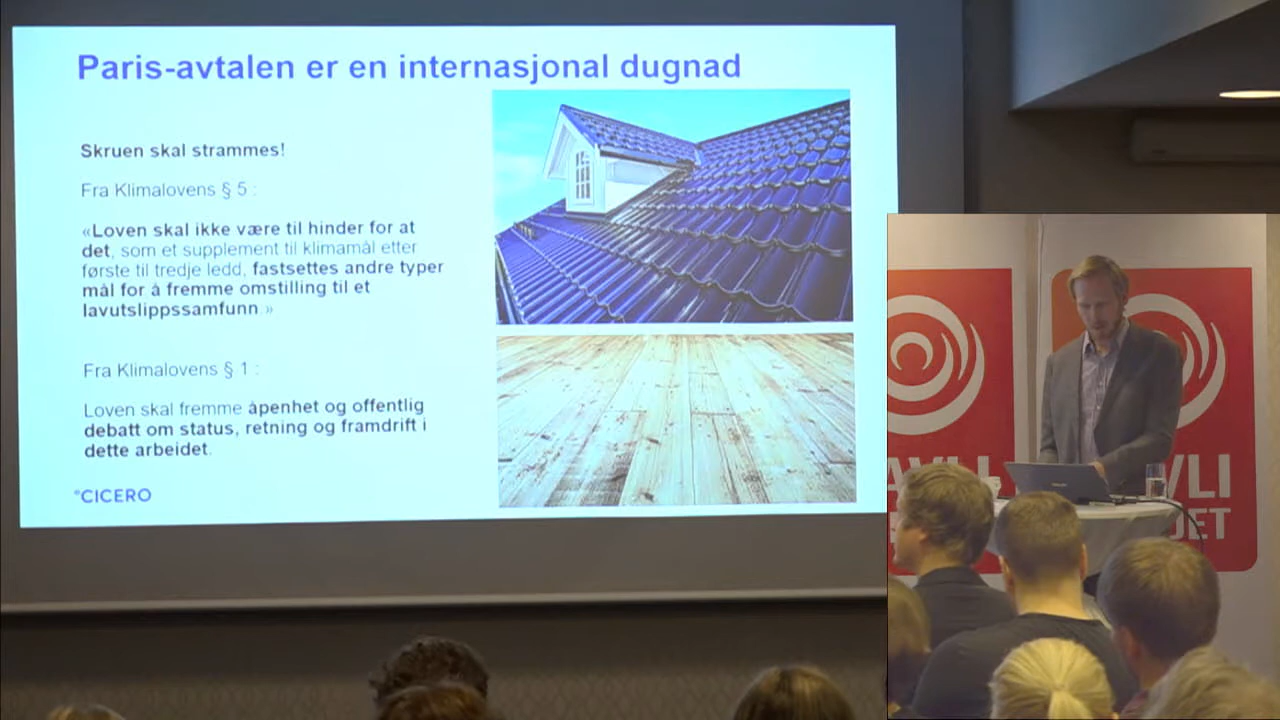 Paris-avtalen er en internasjonal dugnad
Skruen skal strammes!
Fra Klimalovens § 5 :
«Loven skal ikke være til hinder for at
det, som et supplement til klimamål etter
første til tredje ledd, fastsettes andre typer
mål for å fremme omstilling til et
lavutslippssamfunn.»
Fra Klimalovens § 1 :
Loven skal fremme åpenhet og offentlig
debatt om status, retning og framdrift i
dette arbeidet.
°CICERO